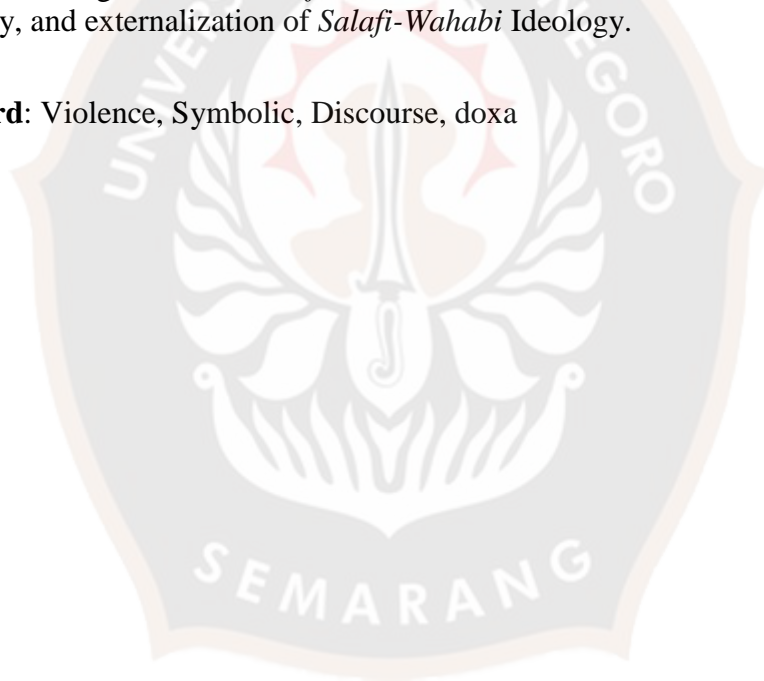 y, and externalization of Salafi-Wahabi Ideology.
rd: Violence, Symbolic, Discourse, doxa
SEMARANG